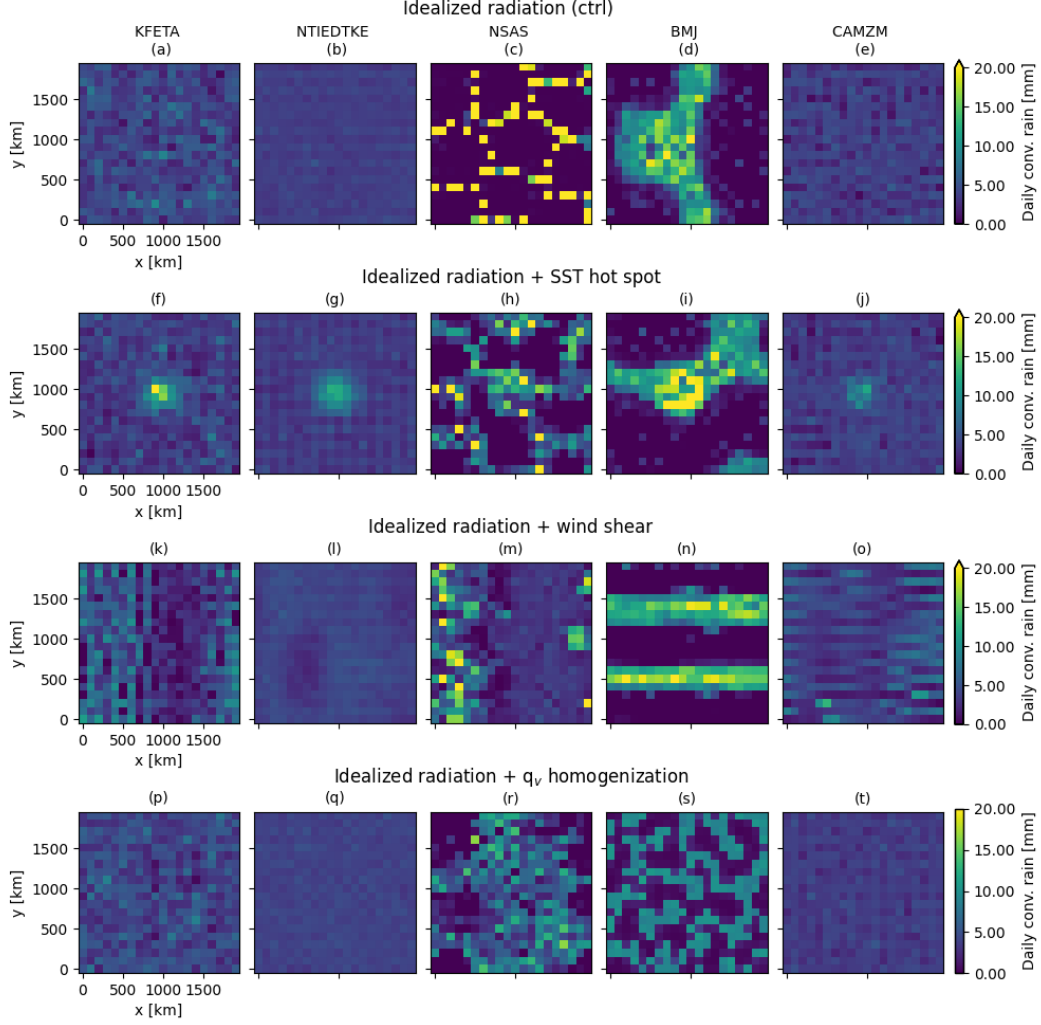 Idealized radiation (ctrl)
KFETA NTIEDTKE NSAS BMJ CAMZM
(a) (b) (c) (d) (e)
y [km]
1500
1000
500
0
0 500 1000 1500
x [km]
20.00
15.00
10.00
5.00
0.00
Daily conv. rain [mm]
Idealized radiation + SST hot spot
(f) (g) (h) (i) (j)
y [km]
1500
1000
500
0
0 500 1000 1500
x [km]
20.00
15.00
10.00
5.00
0.00
Daily conv. rain [mm]
Idealized radiation + wind shear
(k) (l) (m) (n) (o)
y [km]
1500
1000
500
0
0 500 1000 1500
x [km]
20.00
15.00
10.00
5.00
0.00
Daily conv. rain [mm]
Idealized radiation + qᵥ homogenization
(p) (q) (r) (s) (t)
y [km]
1500
1000
500
0
0 500 1000 1500
x [km]
20.00
15.00
10.00
5.00
0.00
Daily conv. rain [mm]